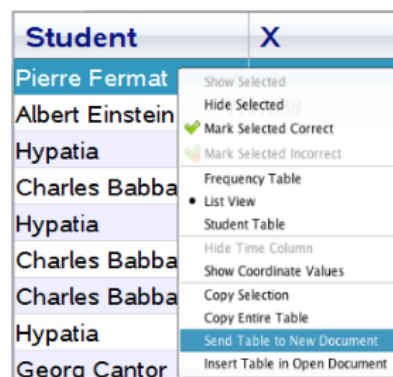 Student X
Pierre Fermat
Albert Einstein
Hypatia
Charles Babba
Hypatia
Charles Babba
Charles Babba
Hypatia
Georg Cantor
Show Selected
Hide Selected
Mark Selected Correct
Mark Selected Incorrect
Frequency Table
List View
Student Table
Hide Time Column
Show Coordinate Values
Copy Selection
Copy Entire Table
Send Table to New Document
Insert Table in Open Document